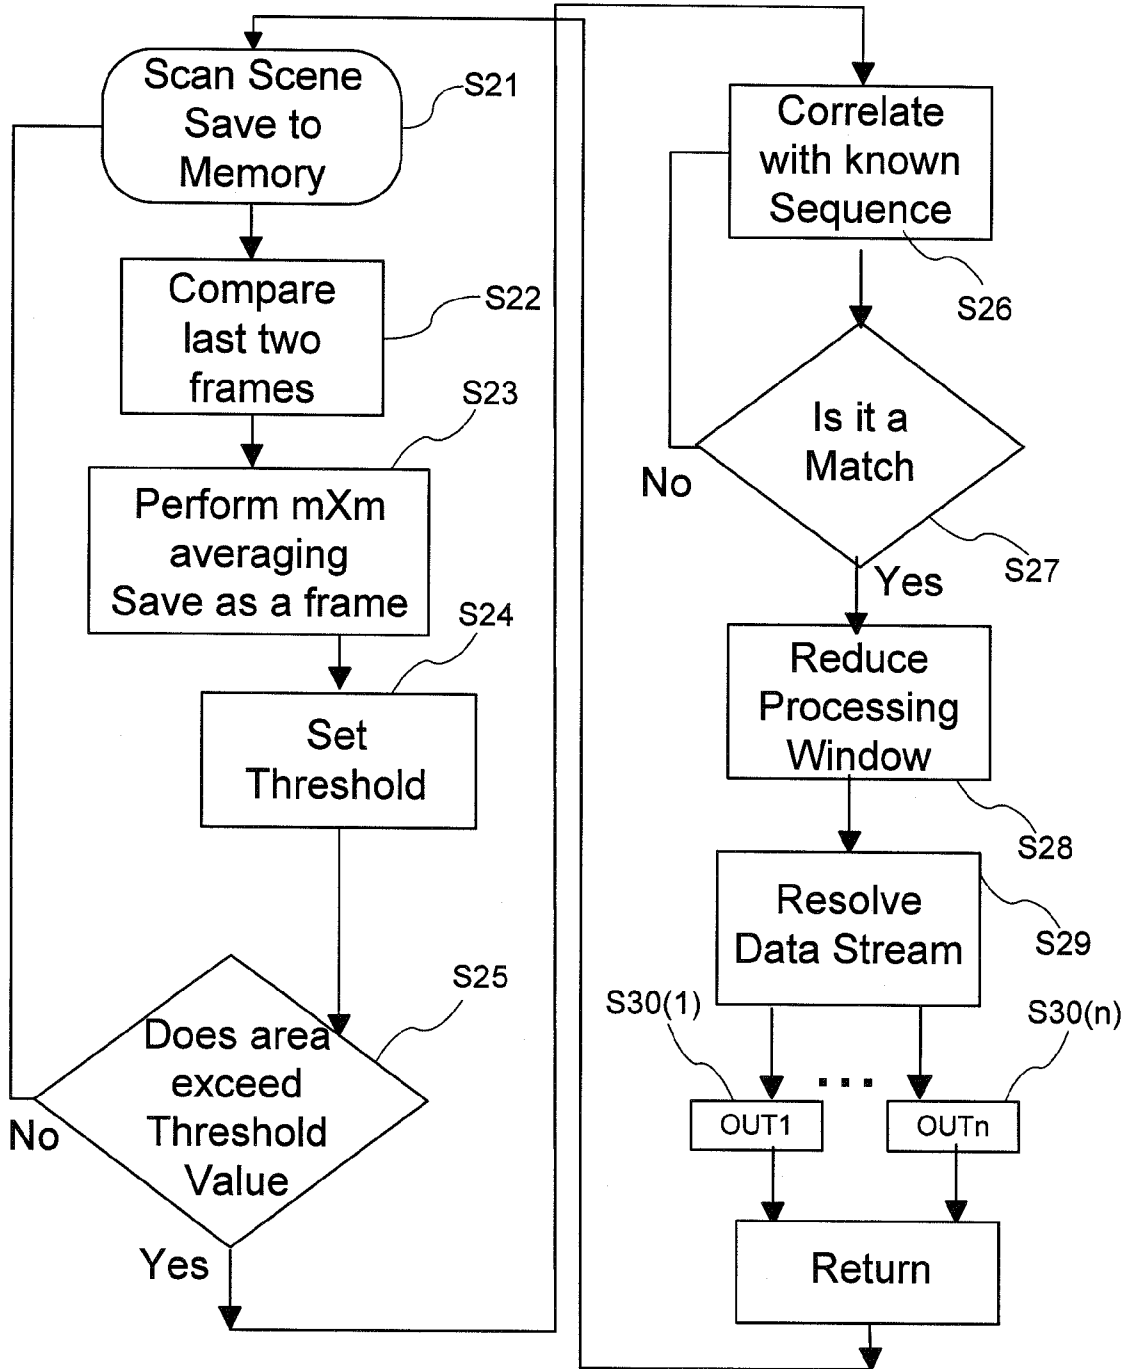 Scan Scene
Save to
Memory
S21
Compare
last two
frames
S22
S23
Perform mXm
averaging
Save as a frame
S24
Set
Threshold
S25
Does area
exceed
Threshold
Value
No
Yes
Correlate
with known
Sequence
S26
Is it a
Match
No
S27
Yes
Reduce
Processing
Window
S28
Resolve
Data Stream
S29
S30(1)
S30(n)
...
OUT1
OUTn
Return